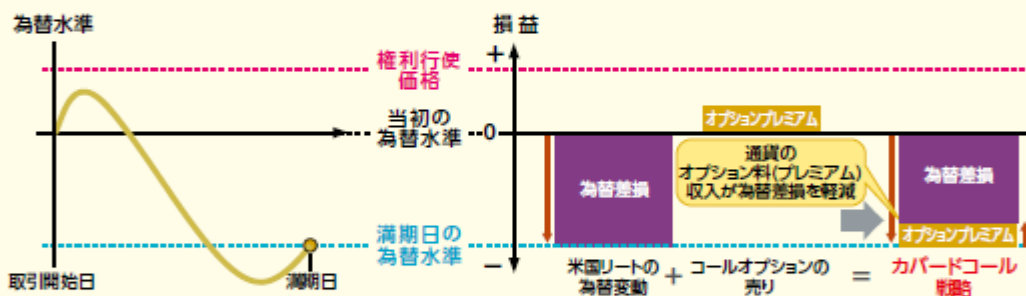 為替水準
取引開始日
満期日
権利行使
価格
当初の
為替水準
満期日の
為替水準
損益
+
0
−
為替差損
オプションプレミアム
通貨の
オプション料(プレミアム)
収入が為替差損を軽減
為替差損
オプションプレミアム
米国リートの
為替変動
+
コールオプションの
売り
=
カバードコール
戦略